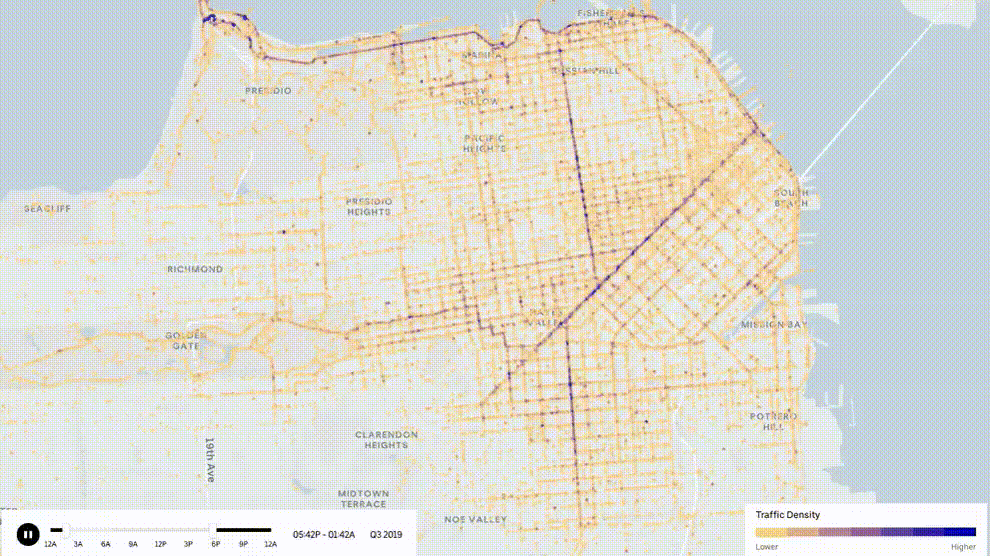 FISHERMAN'S
WHARF
MARINA
RUSSIAN HILL
PRESIDIO
COW
HOLLOW
PACIFIC
HEIGHTS
SOUTH
BEACH
SEACLIFF
PRESIDIO
HEIGHTS
RICHMOND
HAYES
VALLEY
MISSION BAY
GOLDEN
GATE
POTRERO
HILL
CLARENDON
HEIGHTS
19th Ave
MIDTOWN
TERRACE
NOE VALLEY
12A 3A 6A 9A 12P 3P 6P 9P 12A
05:42P - 01:42A Q3 2019
Traffic Density
Lower Higher